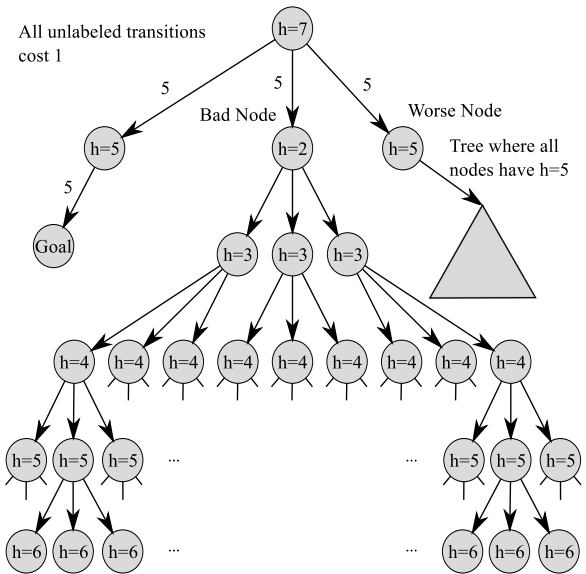 All unlabeled transitions
cost 1
h=7
5
5
5
Bad Node
Worse Node
h=5
h=2
h=5
Tree where all
nodes have h=5
5
Goal
h=3
h=3
h=3
h=4
h=4
h=4
h=4
h=4
h=4
h=4
h=4
h=4
h=5
h=5
h=5
...
...
h=5
h=5
h=5
h=6
h=6
h=6
...
...
h=6
h=6
h=6